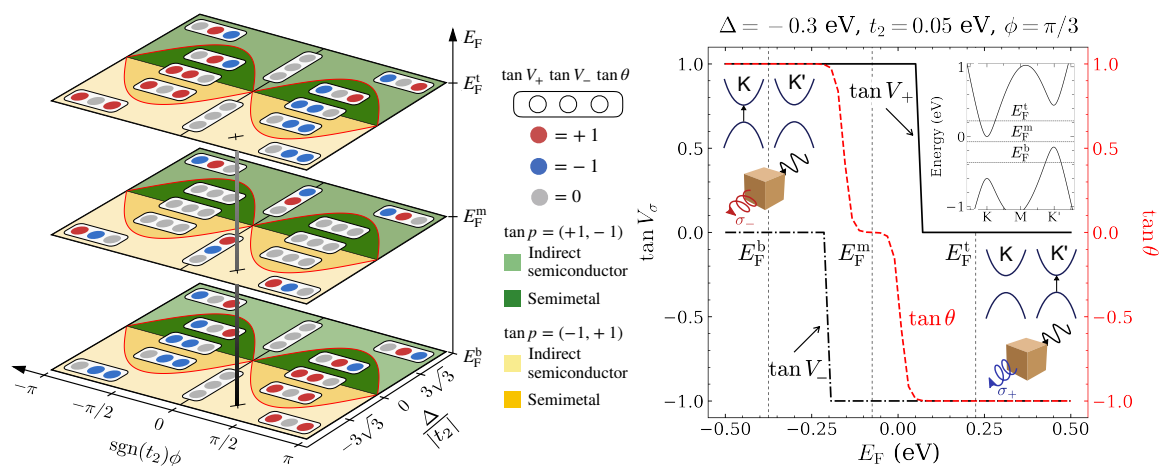 E_F
E_F^t
E_F^m
E_F^b
−π
−π/2
0
π/2
π
sgn(t_2)ϕ
−3√3
0
3√3
Δ/|t_2|
tan V_+ tan V_− tan θ
= +1
= −1
= 0
tan p = (+1, −1)
Indirect
semiconductor
Semimetal
tan p = (−1, +1)
Indirect
semiconductor
Semimetal
Δ = −0.3 eV, t_2 = 0.05 eV, ϕ = π/3
tan V_σ
1.0
0.5
0.0
−0.5
−1.0
−0.50
−0.25
0.00
0.25
0.50
E_F (eV)
1.0
0.5
0.0
−0.5
−1.0
tan θ
K K'
σ_−
tan V_+
Energy (eV)
1
0
−1
E_F^t
E_F^m
E_F^b
K M K'
E_F^b
E_F^m
E_F^t
K K'
tan θ
tan V_−
σ_+